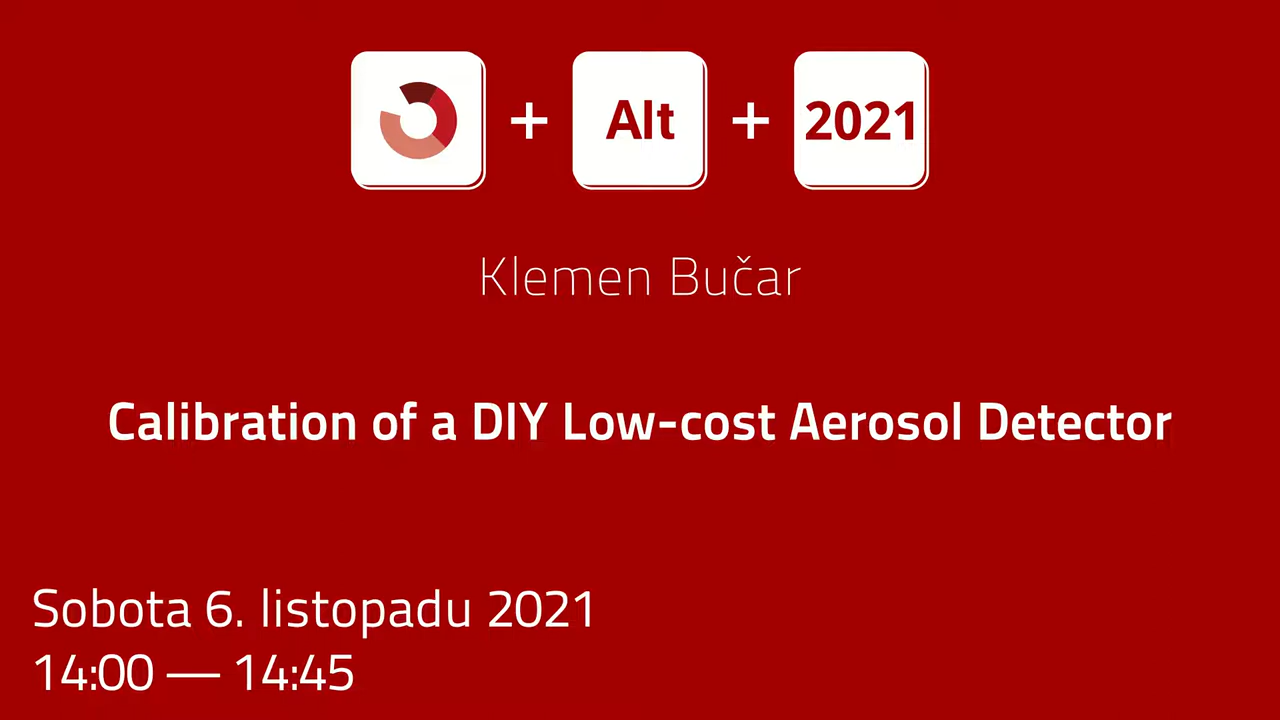 + Alt + 2021
Klemen Bučar
Calibration of a DIY Low-cost Aerosol Detector
Sobota 6. listopadu 2021
14:00 — 14:45